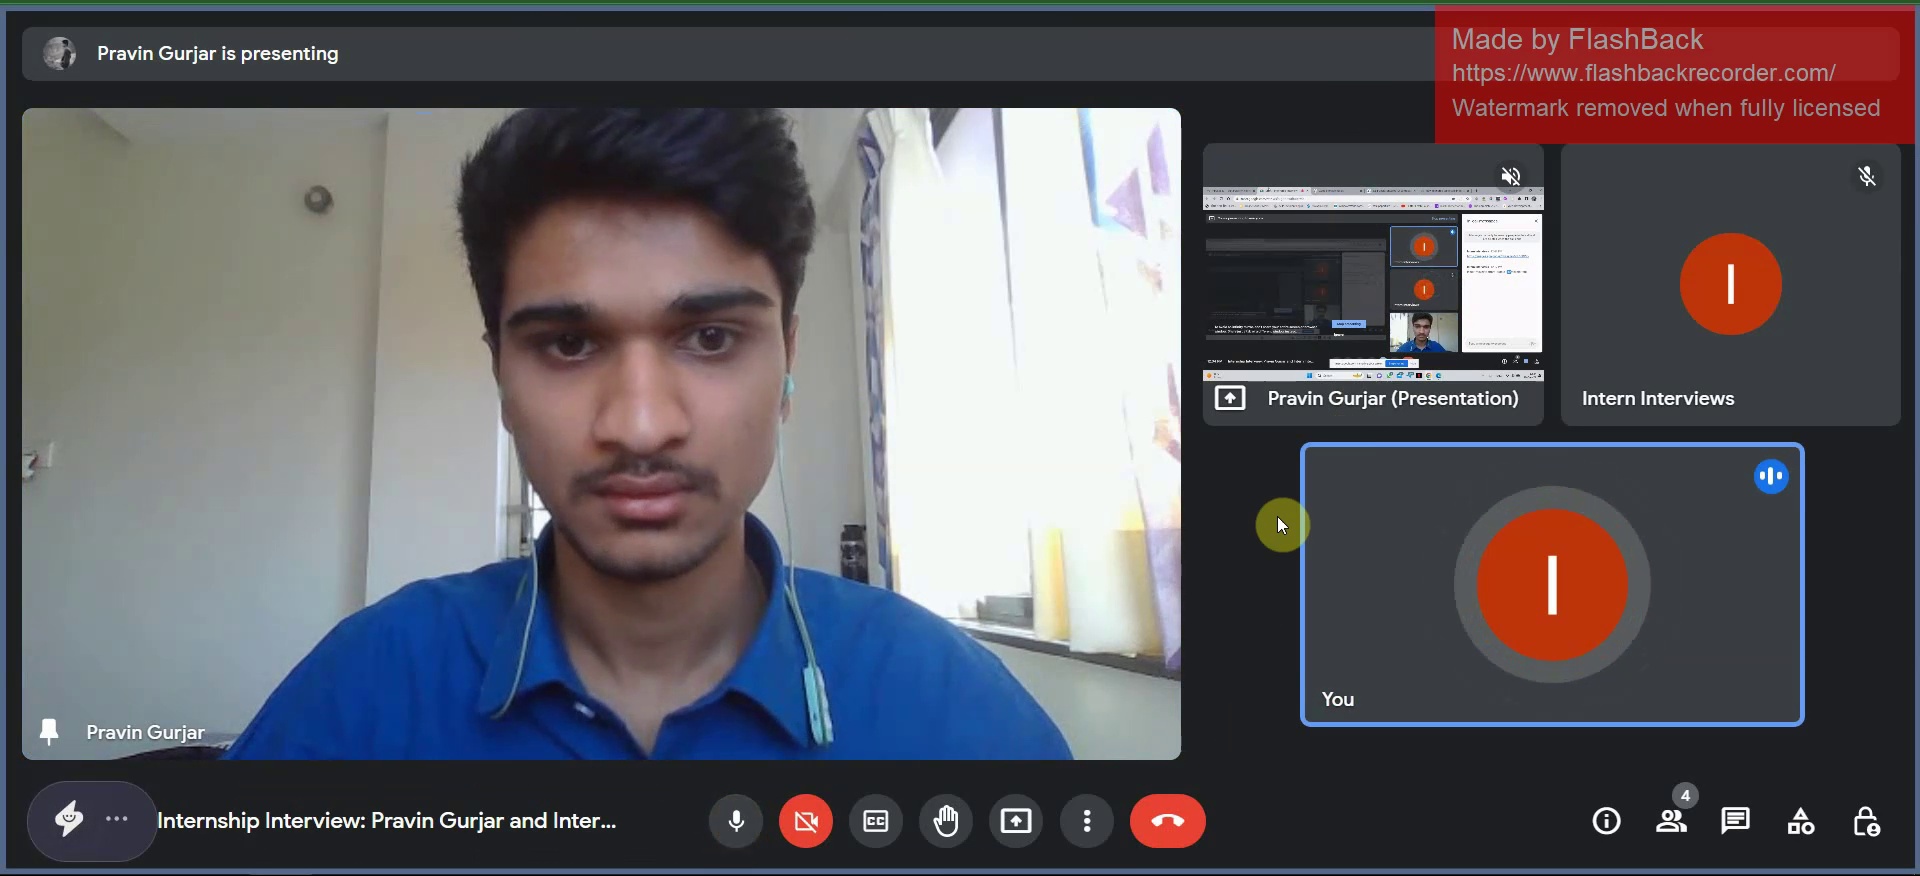 Pravin Gurjar is presenting
Made by FlashBack
https://www.flashbackrecorder.com/
Watermark removed when fully licensed
Pravin Gurjar (Presentation)
Intern Interviews
You
Pravin Gurjar
Internship Interview: Pravin Gurjar and Inter...
4